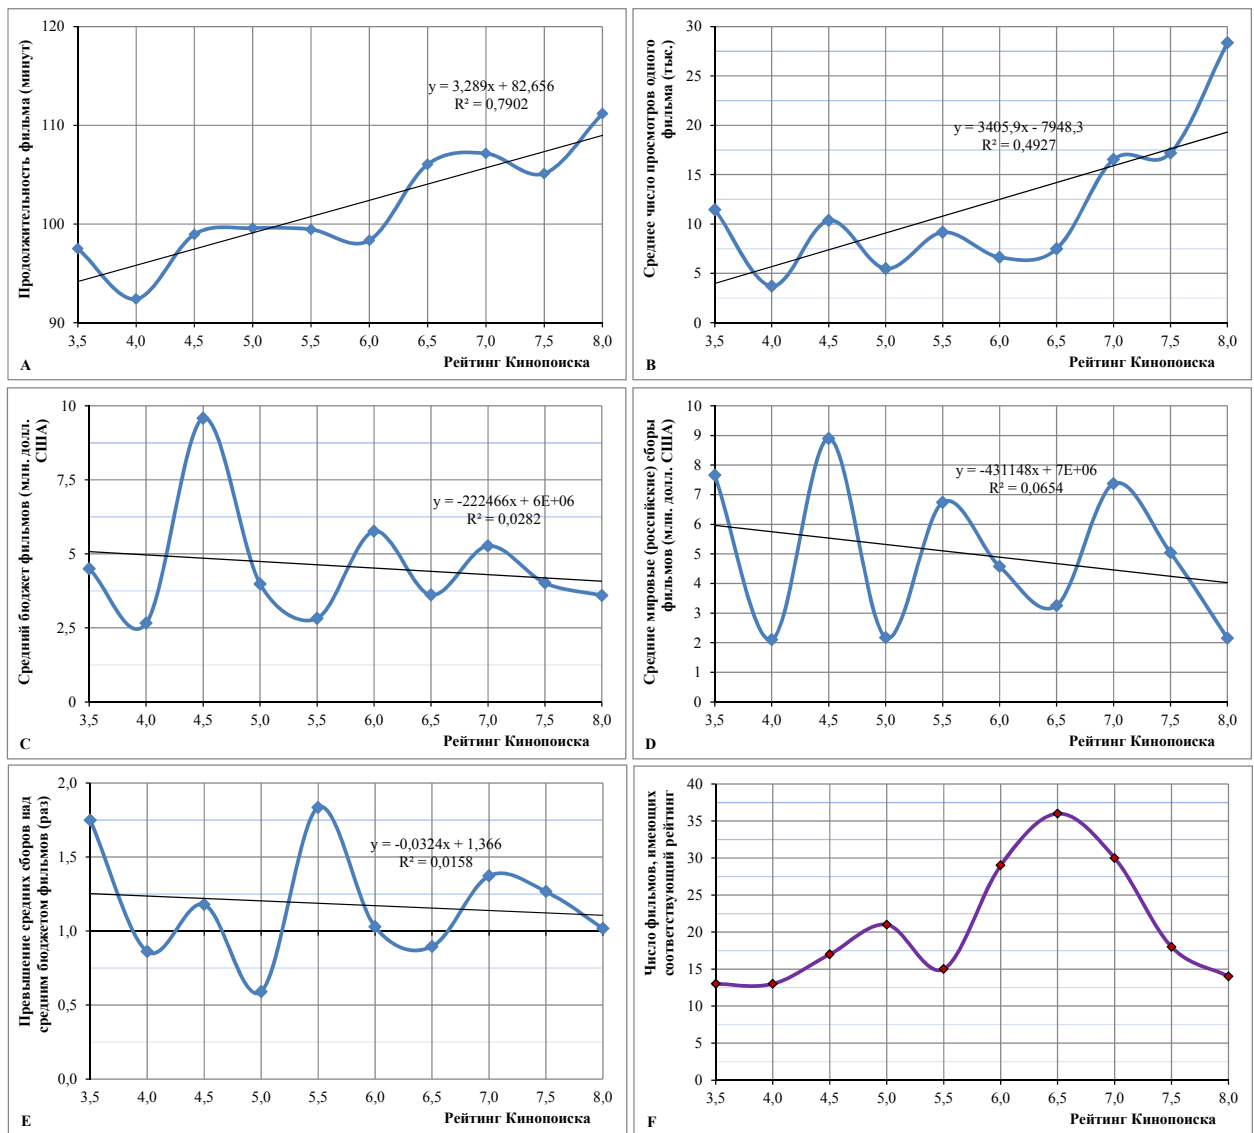 Продолжительность фильма (минут)
120
110
100
90
y = 3,289x + 82,656
R² = 0,7902
3,5 4,0 4,5 5,0 5,5 6,0 6,5 7,0 7,5 8,0
Рейтинг Кинопоиска
A
Среднее число просмотров одного
фильма (тыс.)
30
25
20
15
10
5
0
y = 3405,9x - 7948,3
R² = 0,4927
3,5 4,0 4,5 5,0 5,5 6,0 6,5 7,0 7,5 8,0
Рейтинг Кинопоиска
B
Средний бюджет фильмов (млн. долл.
США)
10
7,5
5
2,5
0
y = -222466x + 6E+06
R² = 0,0282
3,5 4,0 4,5 5,0 5,5 6,0 6,5 7,0 7,5 8,0
Рейтинг Кинопоиска
C
Средние мировые (российские) сборы
фильмов (млн. долл. США)
10
9
8
7
6
5
4
3
2
1
0
y = -431148x + 7E+06
R² = 0,0654
3,5 4,0 4,5 5,0 5,5 6,0 6,5 7,0 7,5 8,0
Рейтинг Кинопоиска
D
Превышение средних сборов над
средним бюджетом фильмов (раз)
2,0
1,5
1,0
0,5
0,0
y = -0,0324x + 1,366
R² = 0,0158
3,5 4,0 4,5 5,0 5,5 6,0 6,5 7,0 7,5 8,0
Рейтинг Кинопоиска
E
Число фильмов, имеющих
соответствующий рейтинг
40
35
30
25
20
15
10
5
0
3,5 4,0 4,5 5,0 5,5 6,0 6,5 7,0 7,5 8,0
Рейтинг Кинопоиска
F